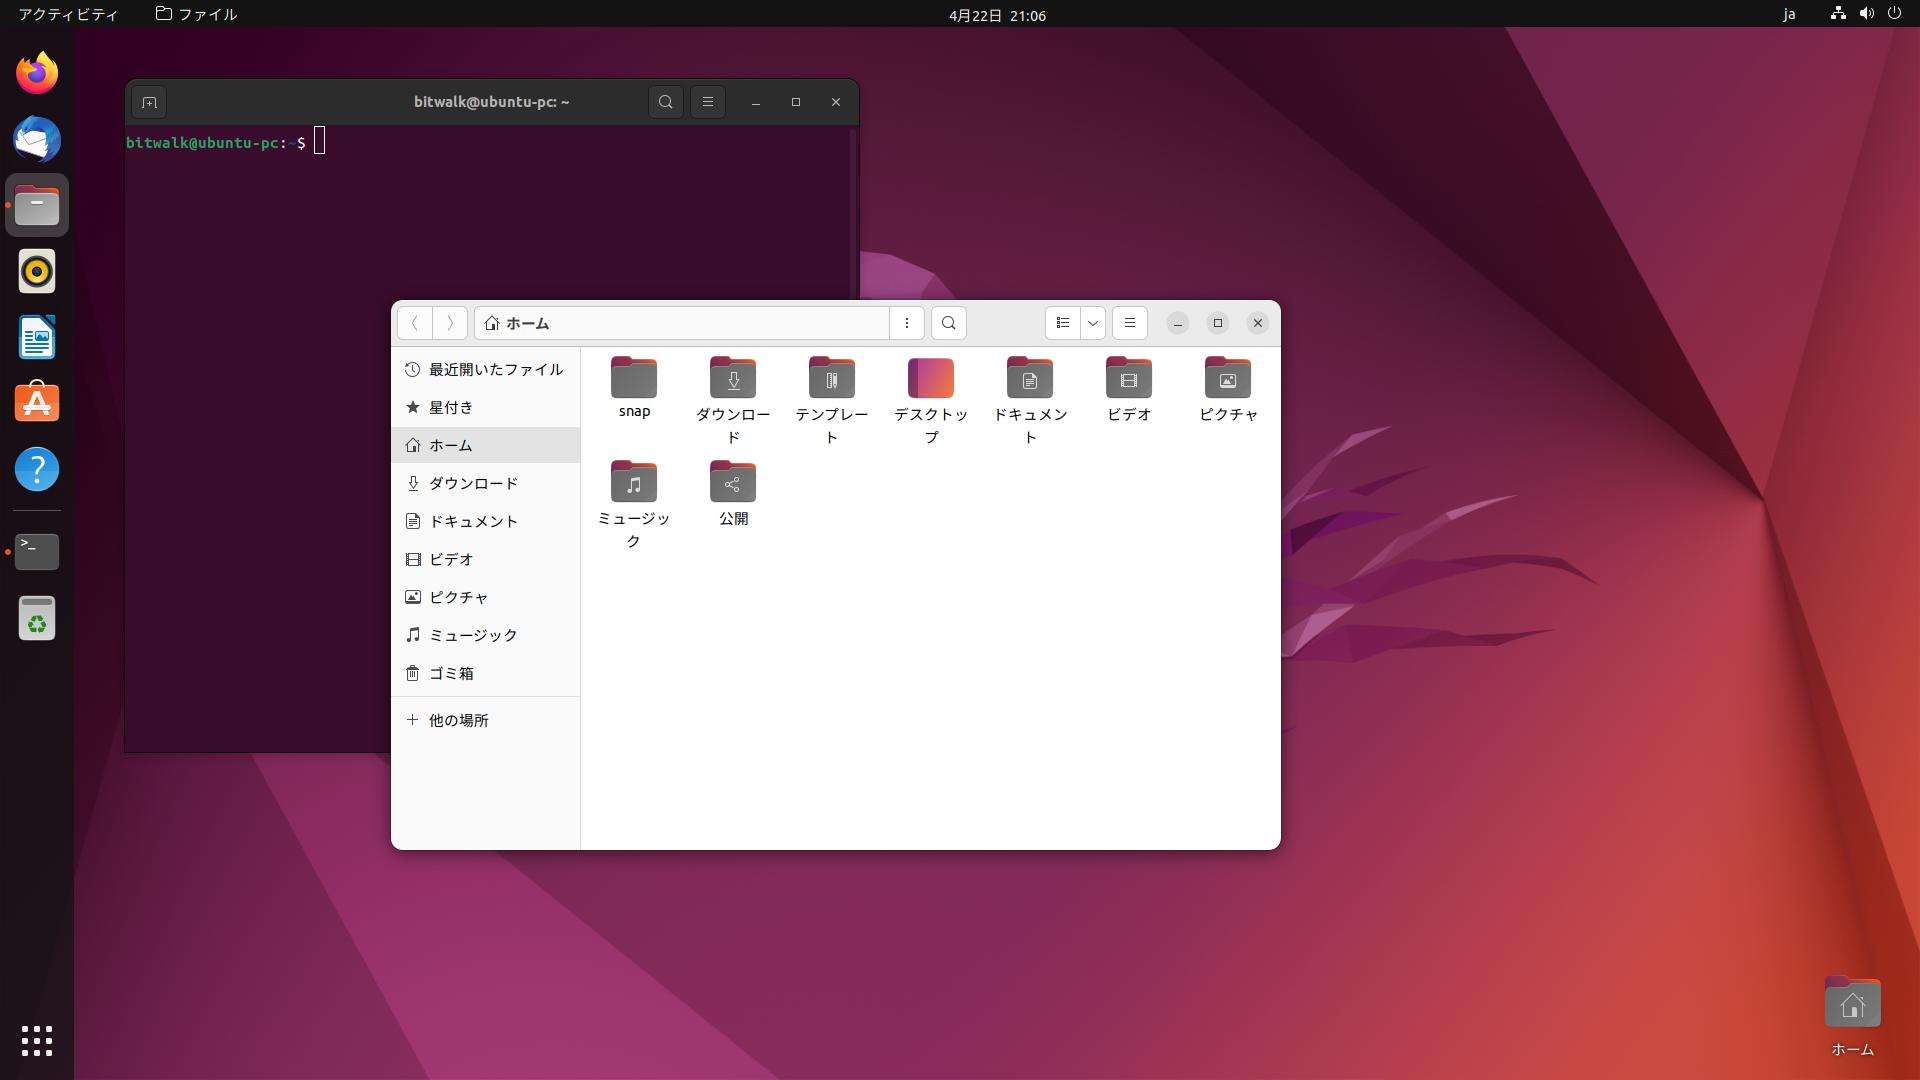 アクティビティ
ファイル
4月22日 21:06
ja
bitwalk@ubuntu-pc: ~
bitwalk@ubuntu-pc:~$
ホーム
最近開いたファイル
星付き
ホーム
ダウンロード
ドキュメント
ビデオ
ピクチャ
ミュージック
ゴミ箱
他の場所
snap
ダウンロー
ド
テンプレー
ト
デスクトッ
プ
ドキュメン
ト
ビデオ
ピクチャ
ミュージッ
ク
公開
ホーム